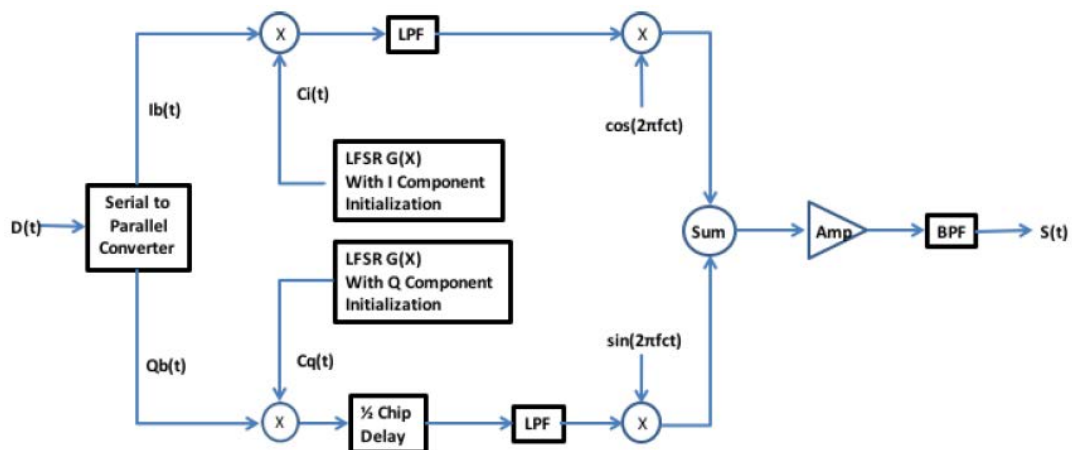 X
LPF
X
Ci(t)
Ib(t)
cos(2πfct)
LFSR G(X)
With I Component
Initialization
Serial to
Parallel
Converter
D(t)
Sum
Amp
BPF
S(t)
LFSR G(X)
With Q Component
Initialization
sin(2πfct)
Qb(t)
Cq(t)
X
½ Chip
Delay
LPF
X